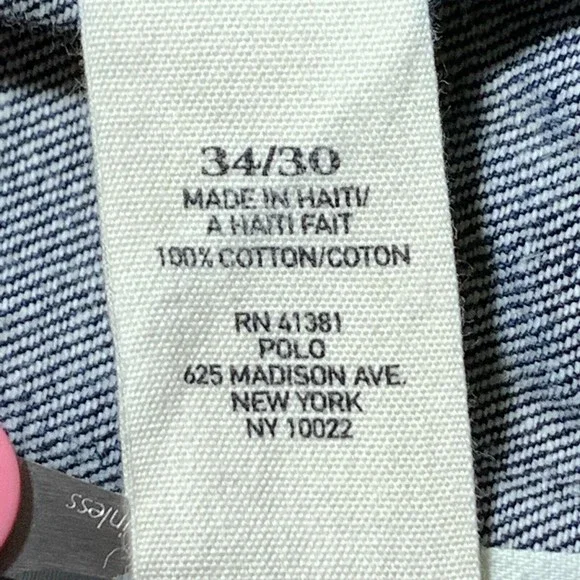 34/30
MADE IN HAITI/
A HAITI FAIT
100% COTTON/COTON
RN 41381
POLO
625 MADISON AVE.
NEW YORK
NY 10022